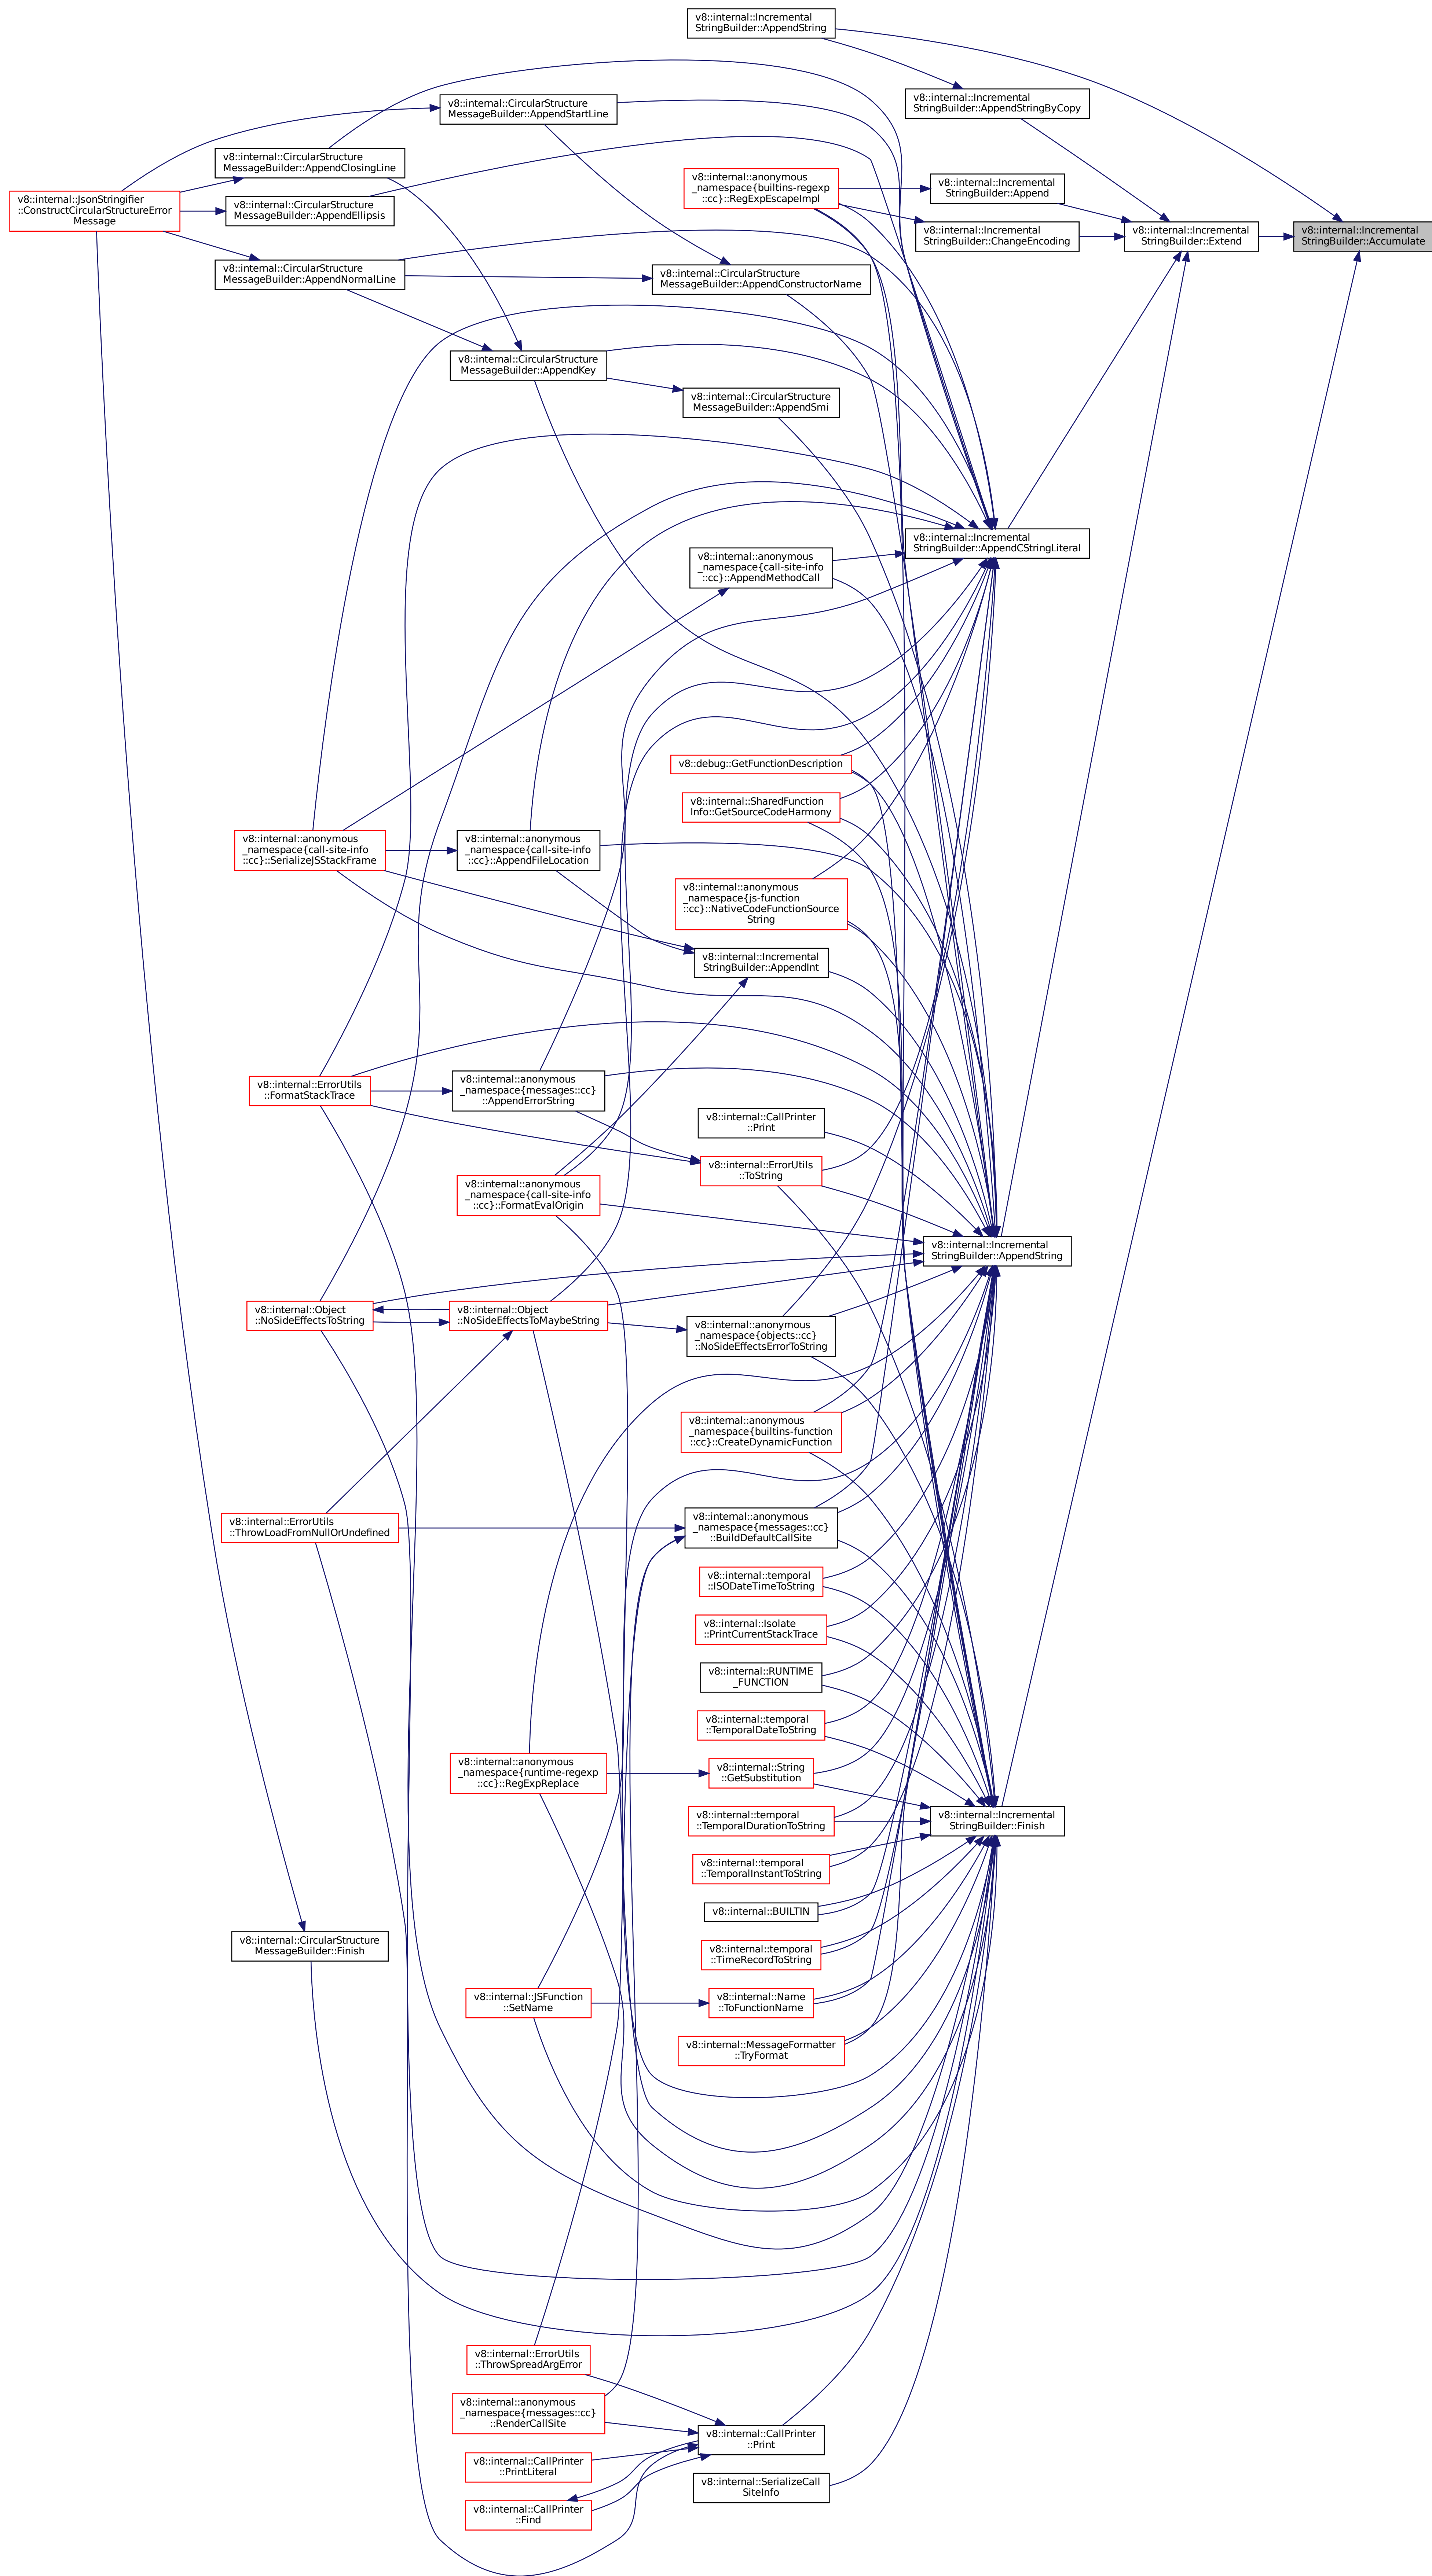 v8::internal::Incremental
StringBuilder::AppendString
v8::internal::Incremental
StringBuilder::AppendStringByCopy
v8::internal::CircularStructure
MessageBuilder::AppendStartLine
v8::internal::CircularStructure
MessageBuilder::AppendClosingLine
v8::internal::anonymous
_namespace{builtins-regexp
::cc}::RegExpEscapeImpl
v8::internal::Incremental
StringBuilder::Append
v8::internal::JsonStringifier
::ConstructCircularStructureError
Message
v8::internal::CircularStructure
MessageBuilder::AppendEllipsis
v8::internal::Incremental
StringBuilder::ChangeEncoding
v8::internal::Incremental
StringBuilder::Extend
v8::internal::Incremental
StringBuilder::Accumulate
v8::internal::CircularStructure
MessageBuilder::AppendNormalLine
v8::internal::CircularStructure
MessageBuilder::AppendConstructorName
v8::internal::CircularStructure
MessageBuilder::AppendKey
v8::internal::CircularStructure
MessageBuilder::AppendSmi
v8::internal::Incremental
StringBuilder::AppendCStringLiteral
v8::internal::anonymous
_namespace{call-site-info
::cc}::AppendMethodCall
v8::debug::GetFunctionDescription
v8::internal::SharedFunction
Info::GetSourceCodeHarmony
v8::internal::anonymous
_namespace{call-site-info
::cc}::SerializeJSStackFrame
v8::internal::anonymous
_namespace{call-site-info
::cc}::AppendFileLocation
v8::internal::anonymous
_namespace{js-function
::cc}::NativeCodeFunctionSource
String
v8::internal::Incremental
StringBuilder::AppendInt
v8::internal::ErrorUtils
::FormatStackTrace
v8::internal::anonymous
_namespace{messages::cc}
::AppendErrorString
v8::internal::CallPrinter
::Print
v8::internal::ErrorUtils
::ToString
v8::internal::anonymous
_namespace{call-site-info
::cc}::FormatEvalOrigin
v8::internal::Incremental
StringBuilder::AppendString
v8::internal::Object
::NoSideEffectsToString
v8::internal::Object
::NoSideEffectsToMaybeString
v8::internal::anonymous
_namespace{objects::cc}
::NoSideEffectsErrorToString
v8::internal::anonymous
_namespace{builtins-function
::cc}::CreateDynamicFunction
v8::internal::ErrorUtils
::ThrowLoadFromNullOrUndefined
v8::internal::anonymous
_namespace{messages::cc}
::BuildDefaultCallSite
v8::internal::temporal
::ISODateTimeToString
v8::internal::Isolate
::PrintCurrentStackTrace
v8::internal::RUNTIME
_FUNCTION
v8::internal::temporal
::TemporalDateToString
v8::internal::anonymous
_namespace{runtime-regexp
::cc}::RegExpReplace
v8::internal::String
::GetSubstitution
v8::internal::temporal
::TemporalDurationToString
v8::internal::Incremental
StringBuilder::Finish
v8::internal::temporal
::TemporalInstantToString
v8::internal::BUILTIN
v8::internal::CircularStructure
MessageBuilder::Finish
v8::internal::temporal
::TimeRecordToString
v8::internal::JSFunction
::SetName
v8::internal::Name
::ToFunctionName
v8::internal::MessageFormatter
::TryFormat
v8::internal::ErrorUtils
::ThrowSpreadArgError
v8::internal::anonymous
_namespace{messages::cc}
::RenderCallSite
v8::internal::CallPrinter
::Print
v8::internal::CallPrinter
::PrintLiteral
v8::internal::SerializeCall
SiteInfo
v8::internal::CallPrinter
::Find